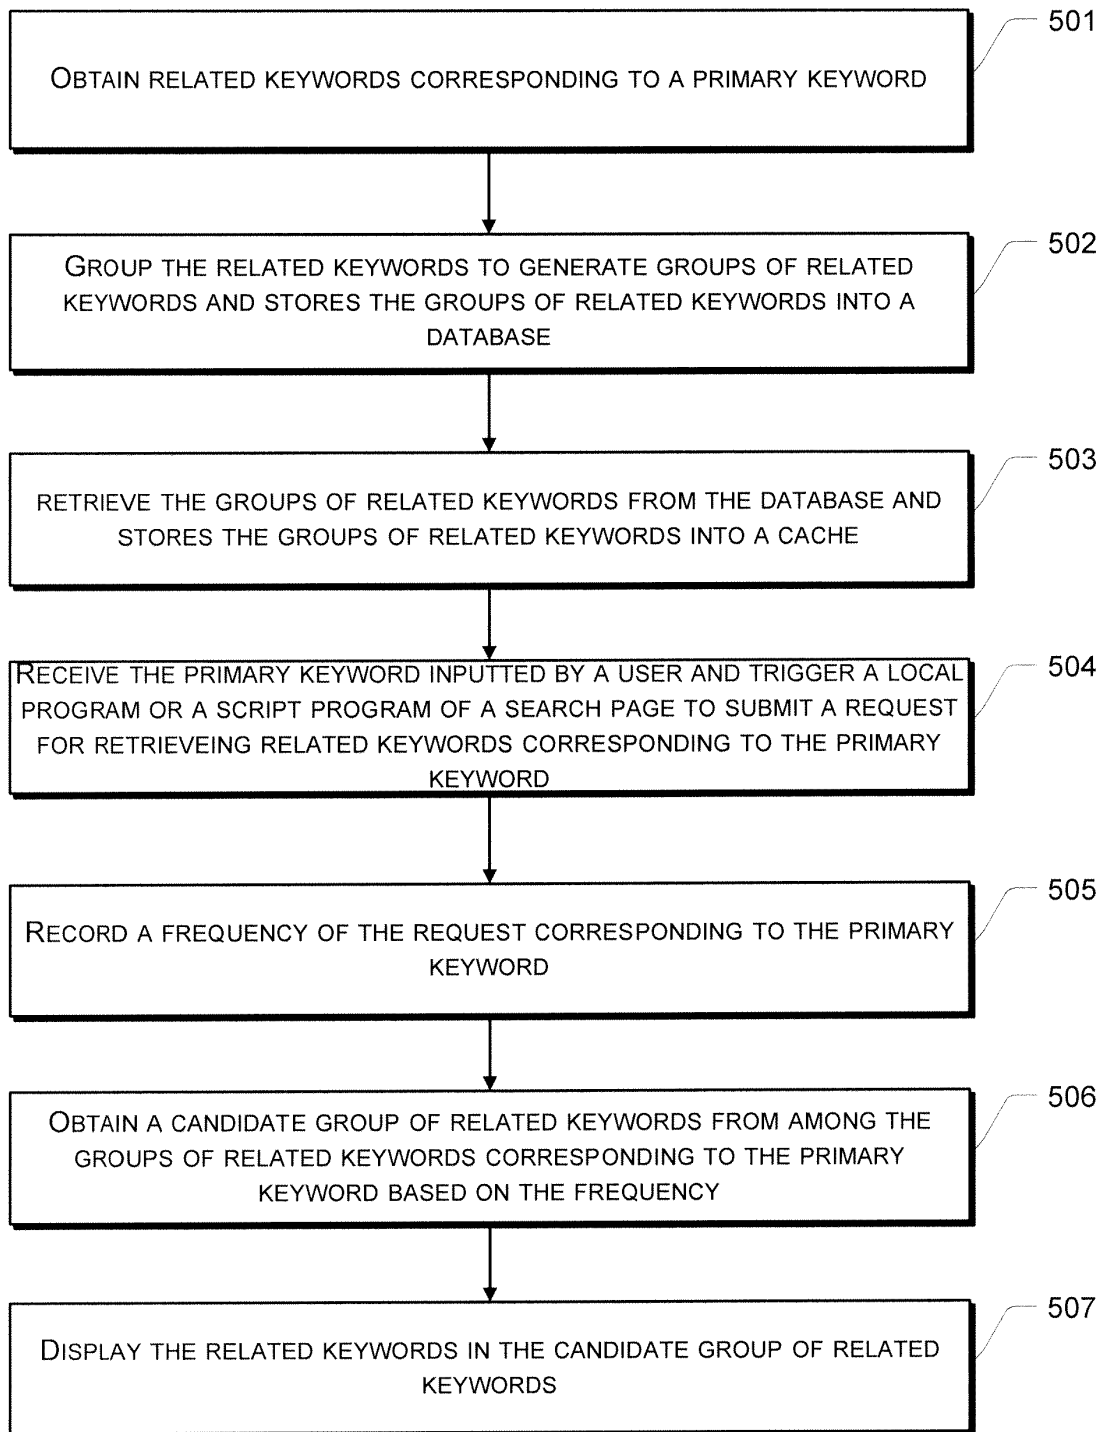 501
OBTAIN RELATED KEYWORDS CORRESPONDING TO A PRIMARY KEYWORD
502
GROUP THE RELATED KEYWORDS TO GENERATE GROUPS OF RELATED
KEYWORDS AND STORES THE GROUPS OF RELATED KEYWORDS INTO A
DATABASE
503
RETRIEVE THE GROUPS OF RELATED KEYWORDS FROM THE DATABASE AND
STORES THE GROUPS OF RELATED KEYWORDS INTO A CACHE
504
RECEIVE THE PRIMARY KEYWORD INPUTTED BY A USER AND TRIGGER A LOCAL
PROGRAM OR A SCRIPT PROGRAM OF A SEARCH PAGE TO SUBMIT A REQUEST
FOR RETRIEVEING RELATED KEYWORDS CORRESPONDING TO THE PRIMARY
KEYWORD
505
RECORD A FREQUENCY OF THE REQUEST CORRESPONDING TO THE PRIMARY
KEYWORD
506
OBTAIN A CANDIDATE GROUP OF RELATED KEYWORDS FROM AMONG THE
GROUPS OF RELATED KEYWORDS CORRESPONDING TO THE PRIMARY
KEYWORD BASED ON THE FREQUENCY
507
DISPLAY THE RELATED KEYWORDS IN THE CANDIDATE GROUP OF RELATED
KEYWORDS